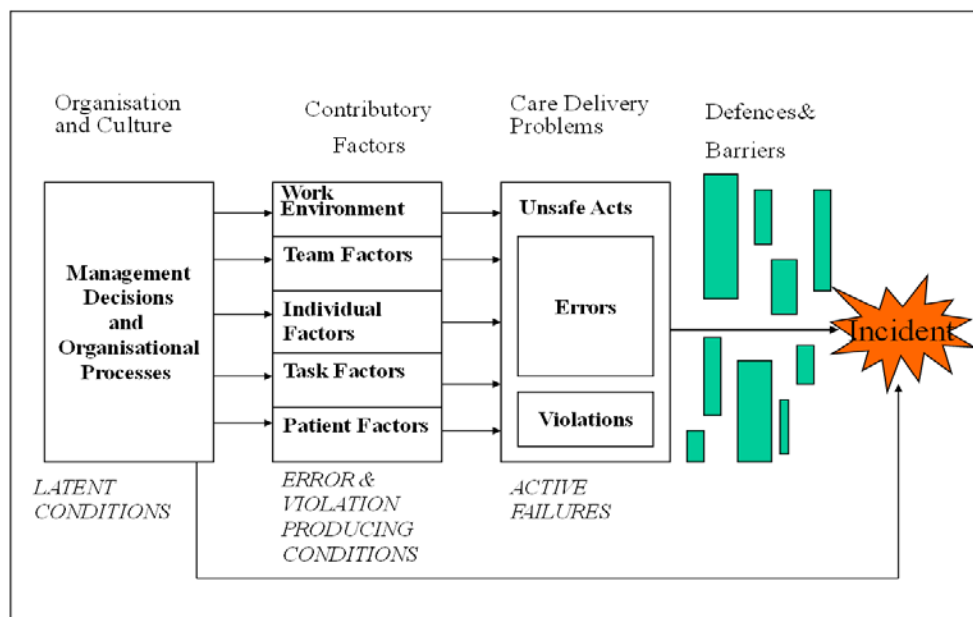 Organisation
and Culture
Contributory
Factors
Care Delivery
Problems
Defences&
Barriers
Management
Decisions
and
Organisational
Processes
Work
Environment
Team Factors
Individual
Factors
Task Factors
Patient Factors
Unsafe Acts
Errors
Violations
Incident
LATENT
CONDITIONS
ERROR &
VIOLATION
PRODUCING
CONDITIONS
ACTIVE
FAILURES